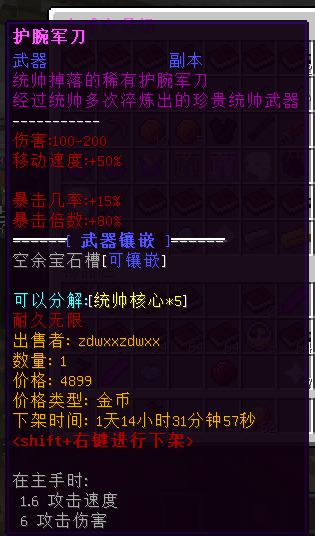 护腕军刀
武器 副本
统帅掉落的稀有护腕军刀
经过统帅多次淬炼出的珍贵统帅武器
-----------
伤害:100-200
移动速度:+50%
暴击几率:+15%
暴击倍数:+80%
======[ 武器镶嵌 ]======
空余宝石槽[可镶嵌]
可以分解:[统帅核心*5]
耐久无限
出售者: zdwxxzdwxx
数量: 1
价格: 4899
价格类型: 金币
下架时间: 1天14小时31分钟57秒
<shift+右键进行下架>
在主手时:
1.6 攻击速度
6 攻击伤害